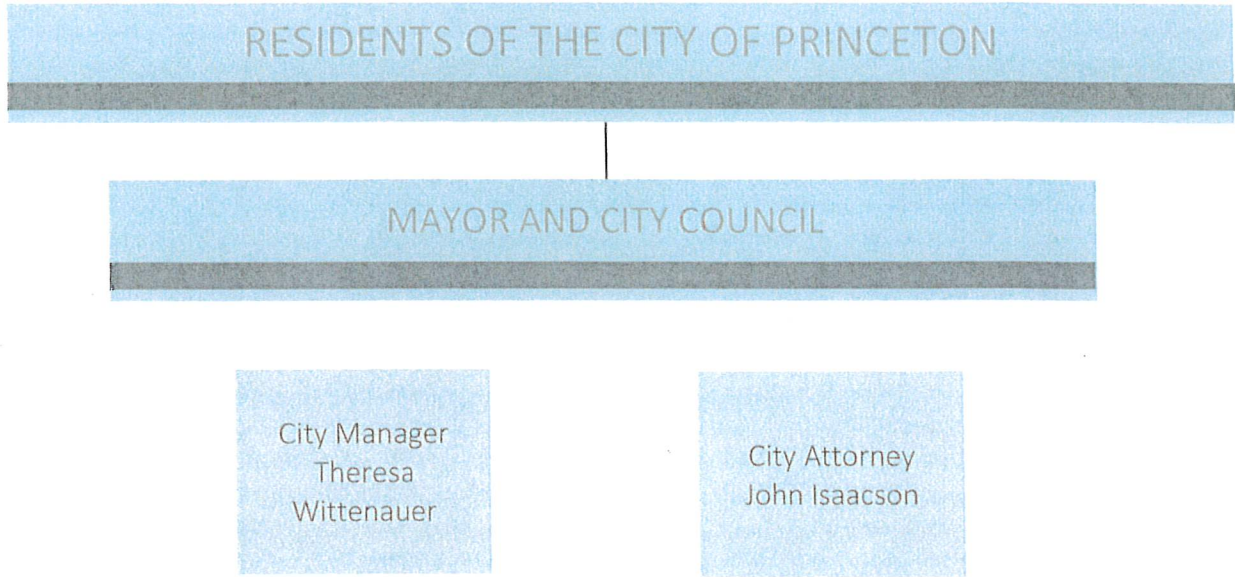 RESIDENTS OF THE CITY OF PRINCETON
MAYOR AND CITY COUNCIL
City Manager
Theresa
Wittenauer
City Attorney
John Isaacson